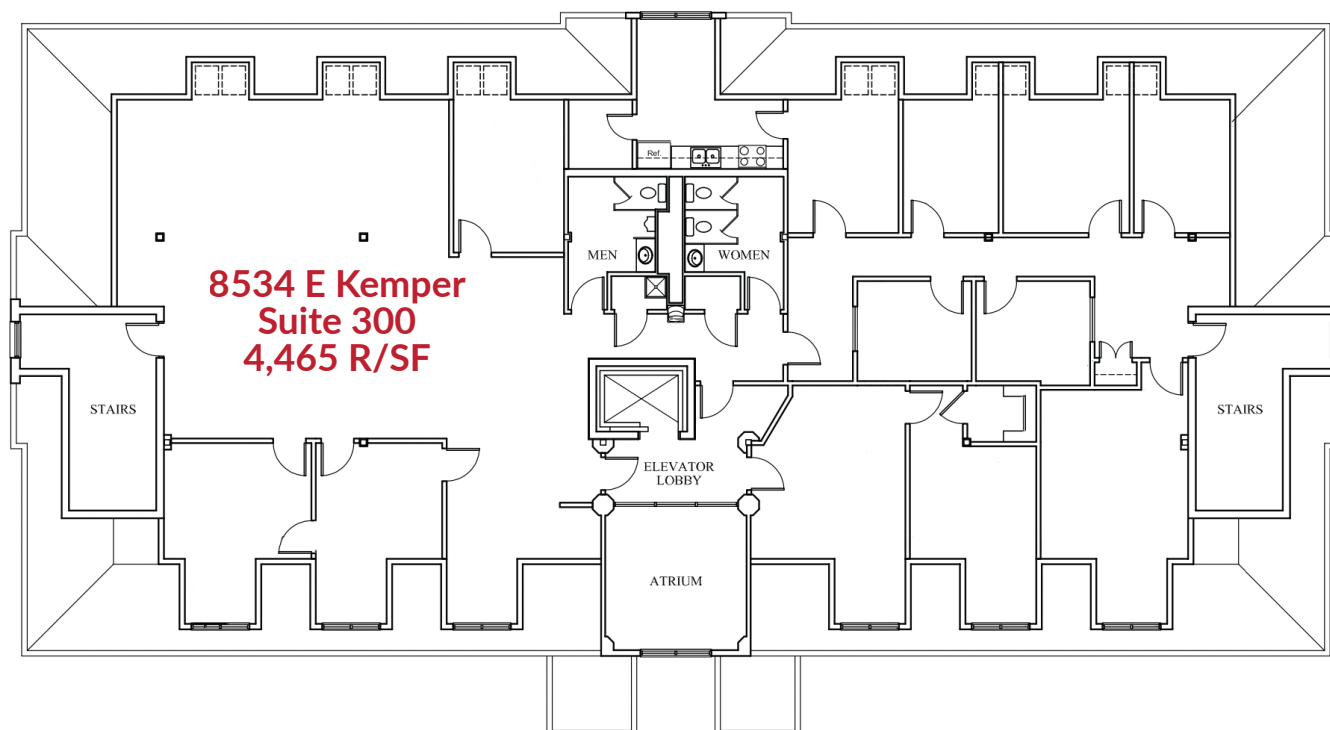 Ref.
MEN
WOMEN
8534 E Kemper
Suite 300
4,465 R/SF
STAIRS
STAIRS
ELEVATOR
LOBBY
ATRIUM